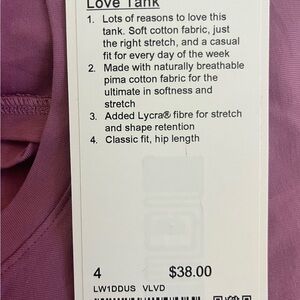 Love Tank
1. Lots of reasons to love this
tank. Soft cotton fabric, just
the right stretch, and a casual
fit for every day of the week
2. Made with naturally breathable
pima cotton fabric for the
ultimate in softness and
stretch
3. Added Lycra® fibre for stretch
and shape retention
4. Classic fit, hip length
4 $38.00
LW1DDUS VLVD